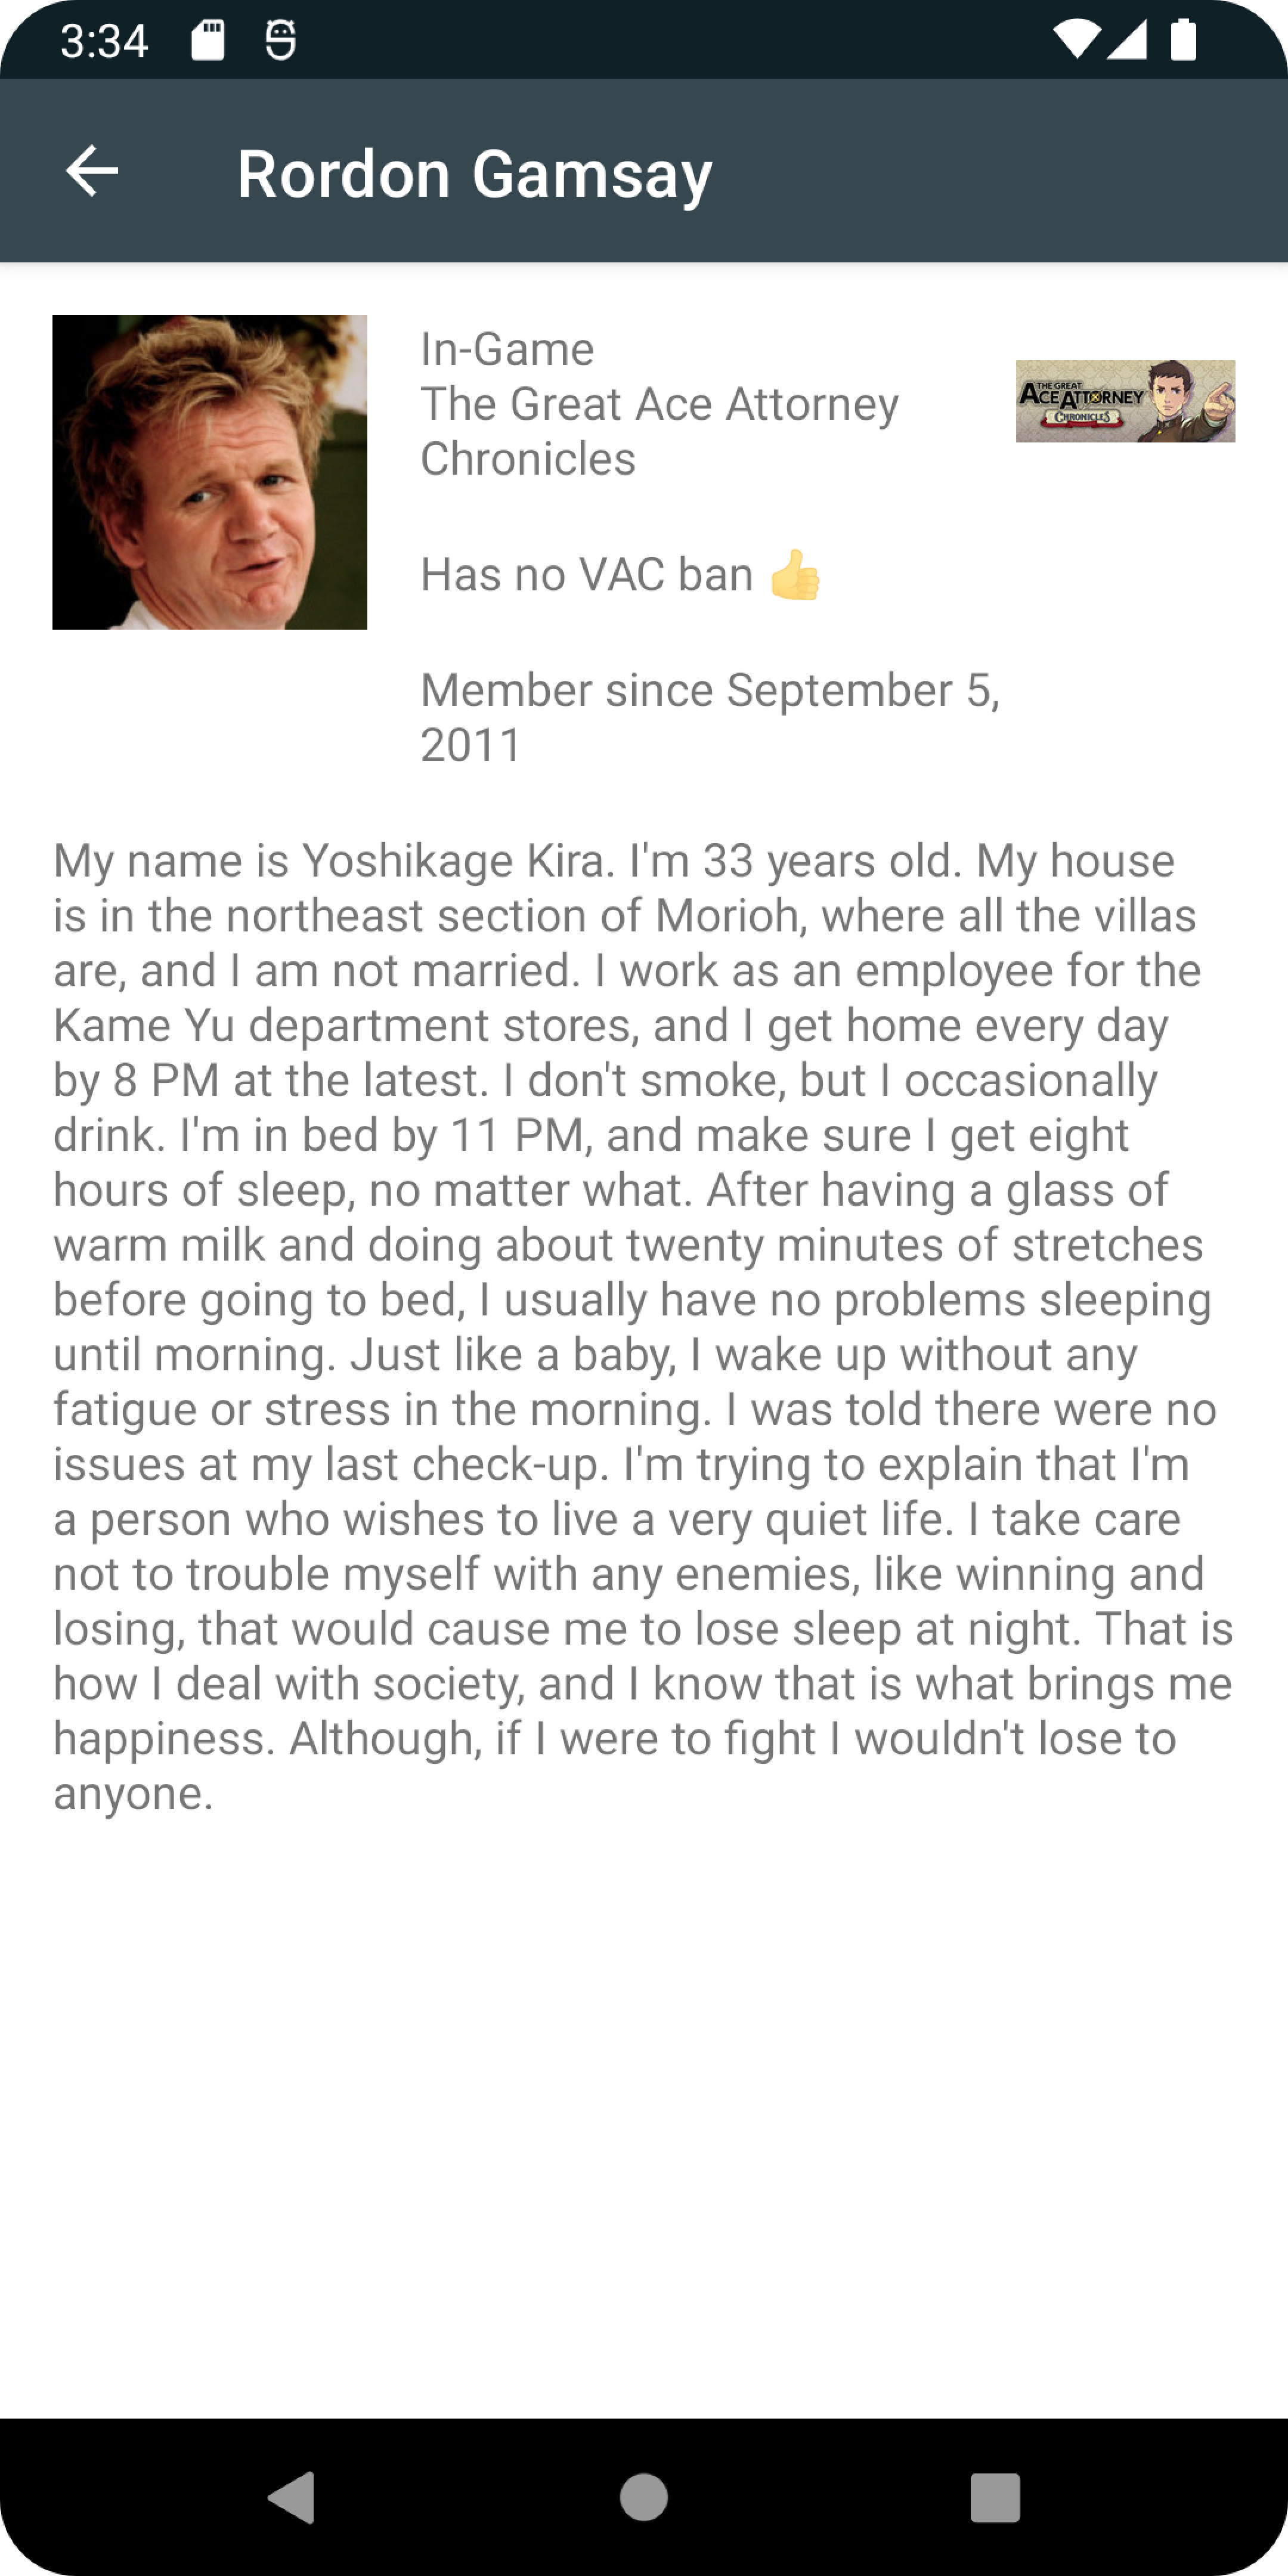 3:34
Rordon Gamsay
In-Game
The Great Ace Attorney
Chronicles
THE GREAT
ACE ATTORNEY
CHRONICLES
Has no VAC ban 👍
Member since September 5,
2011
My name is Yoshikage Kira. I'm 33 years old. My house
is in the northeast section of Morioh, where all the villas
are, and I am not married. I work as an employee for the
Kame Yu department stores, and I get home every day
by 8 PM at the latest. I don't smoke, but I occasionally
drink. I'm in bed by 11 PM, and make sure I get eight
hours of sleep, no matter what. After having a glass of
warm milk and doing about twenty minutes of stretches
before going to bed, I usually have no problems sleeping
until morning. Just like a baby, I wake up without any
fatigue or stress in the morning. I was told there were no
issues at my last check-up. I'm trying to explain that I'm
a person who wishes to live a very quiet life. I take care
not to trouble myself with any enemies, like winning and
losing, that would cause me to lose sleep at night. That is
how I deal with society, and I know that is what brings me
happiness. Although, if I were to fight I wouldn't lose to
anyone.